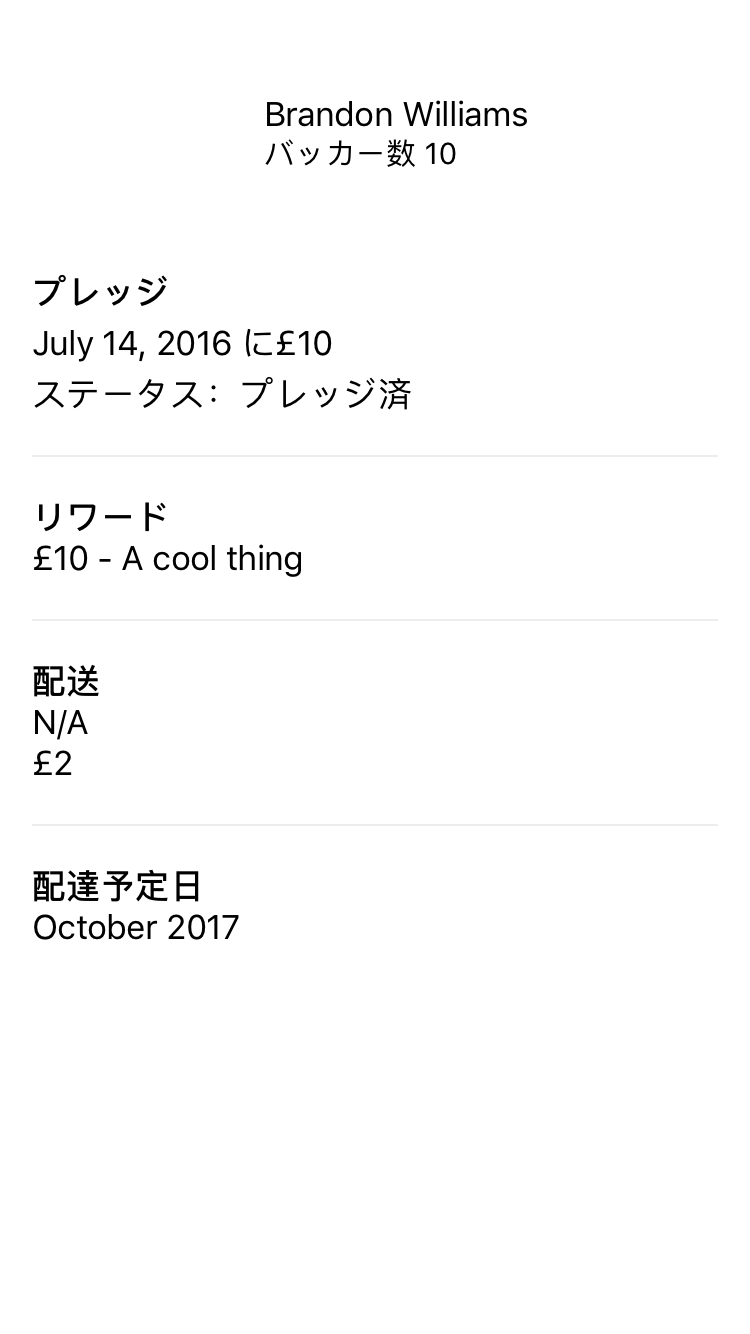 Brandon Williams
バッカー数 10
プレッジ
July 14, 2016 に£10
ステータス：プレッジ済
リワード
£10 - A cool thing
配送
N/A
£2
配達予定日
October 2017